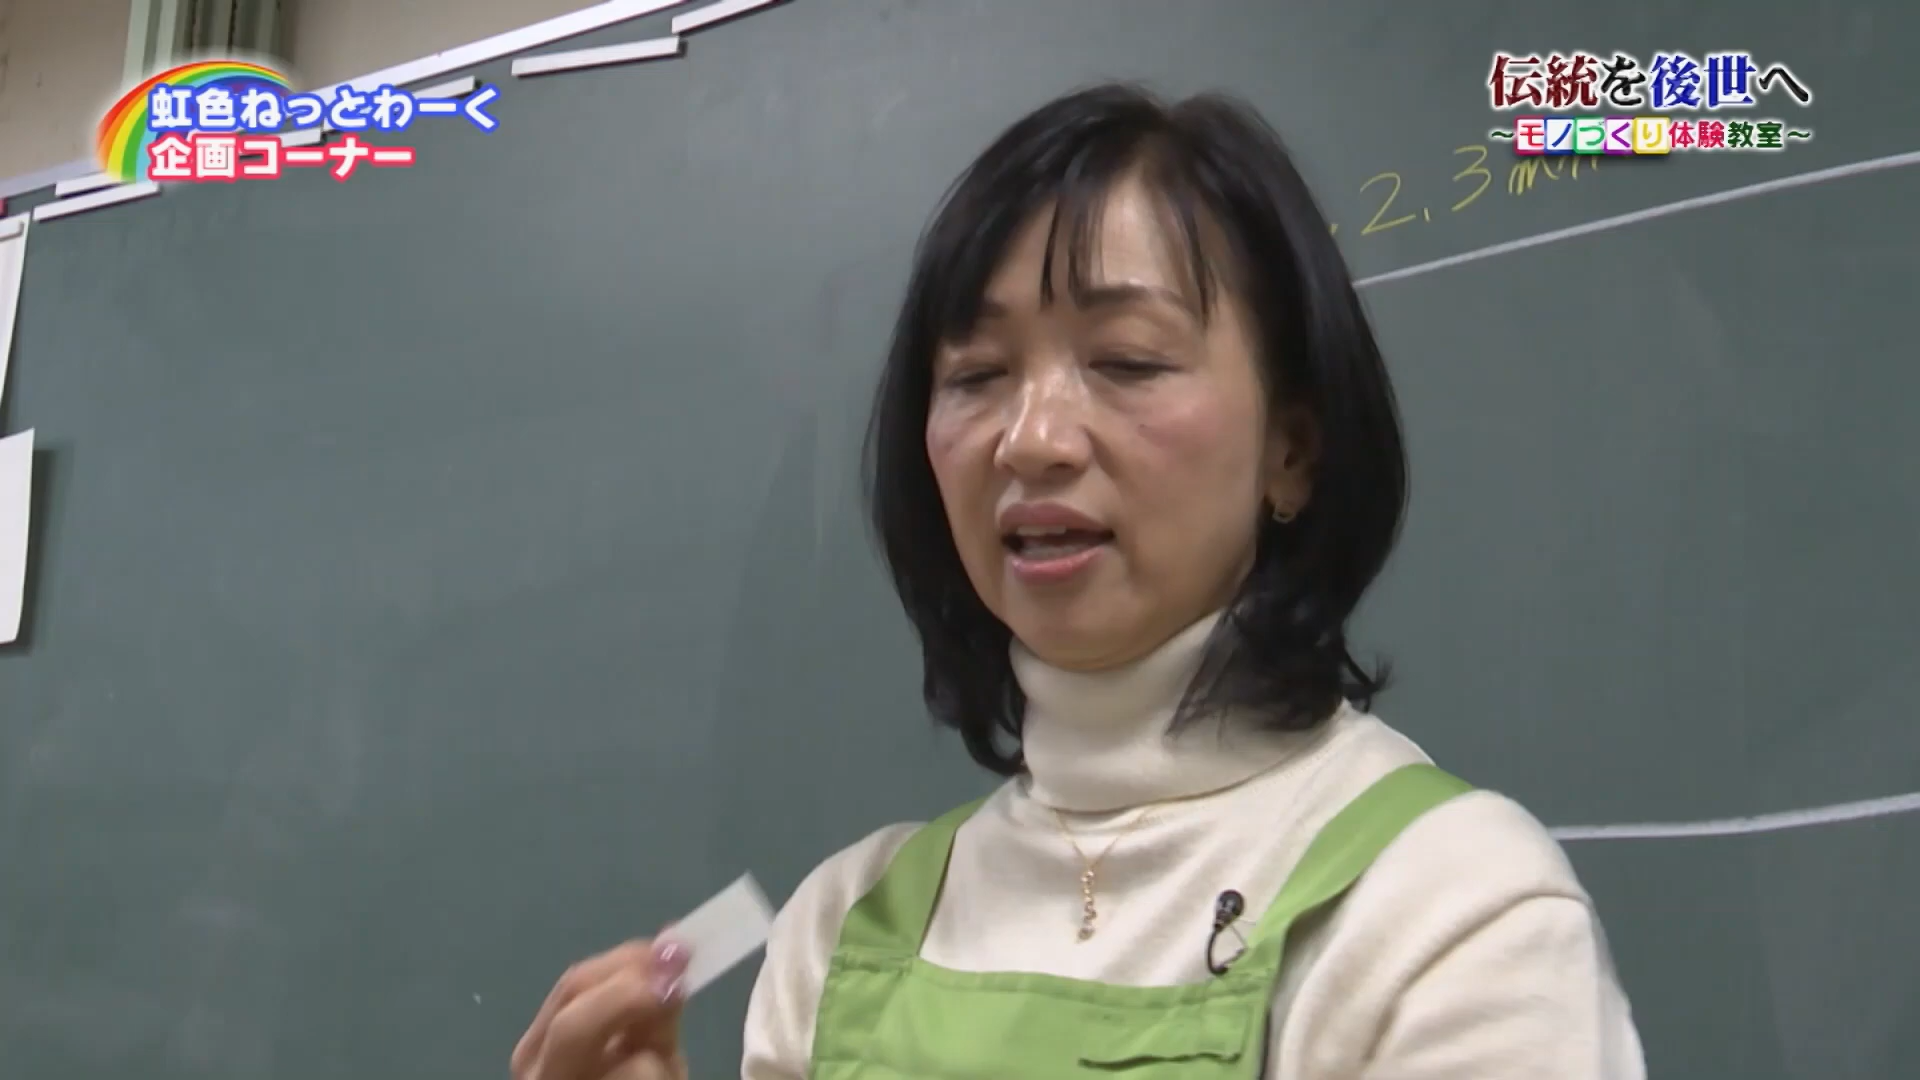 虹色ねっとわーく
企画コーナー
伝統を後世へ
～モノづくり体験教室～
2.3mm